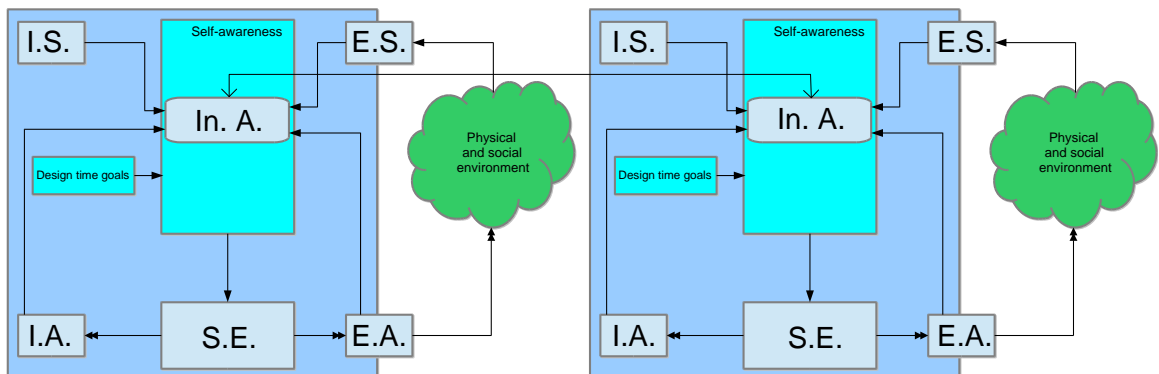 I.S.
Self-awareness
E.S.
In. A.
Physical
and social
environment
Design time goals
I.A.
S.E.
E.A.
I.S.
Self-awareness
E.S.
In. A.
Physical
and social
environment
Design time goals
I.A.
S.E.
E.A.